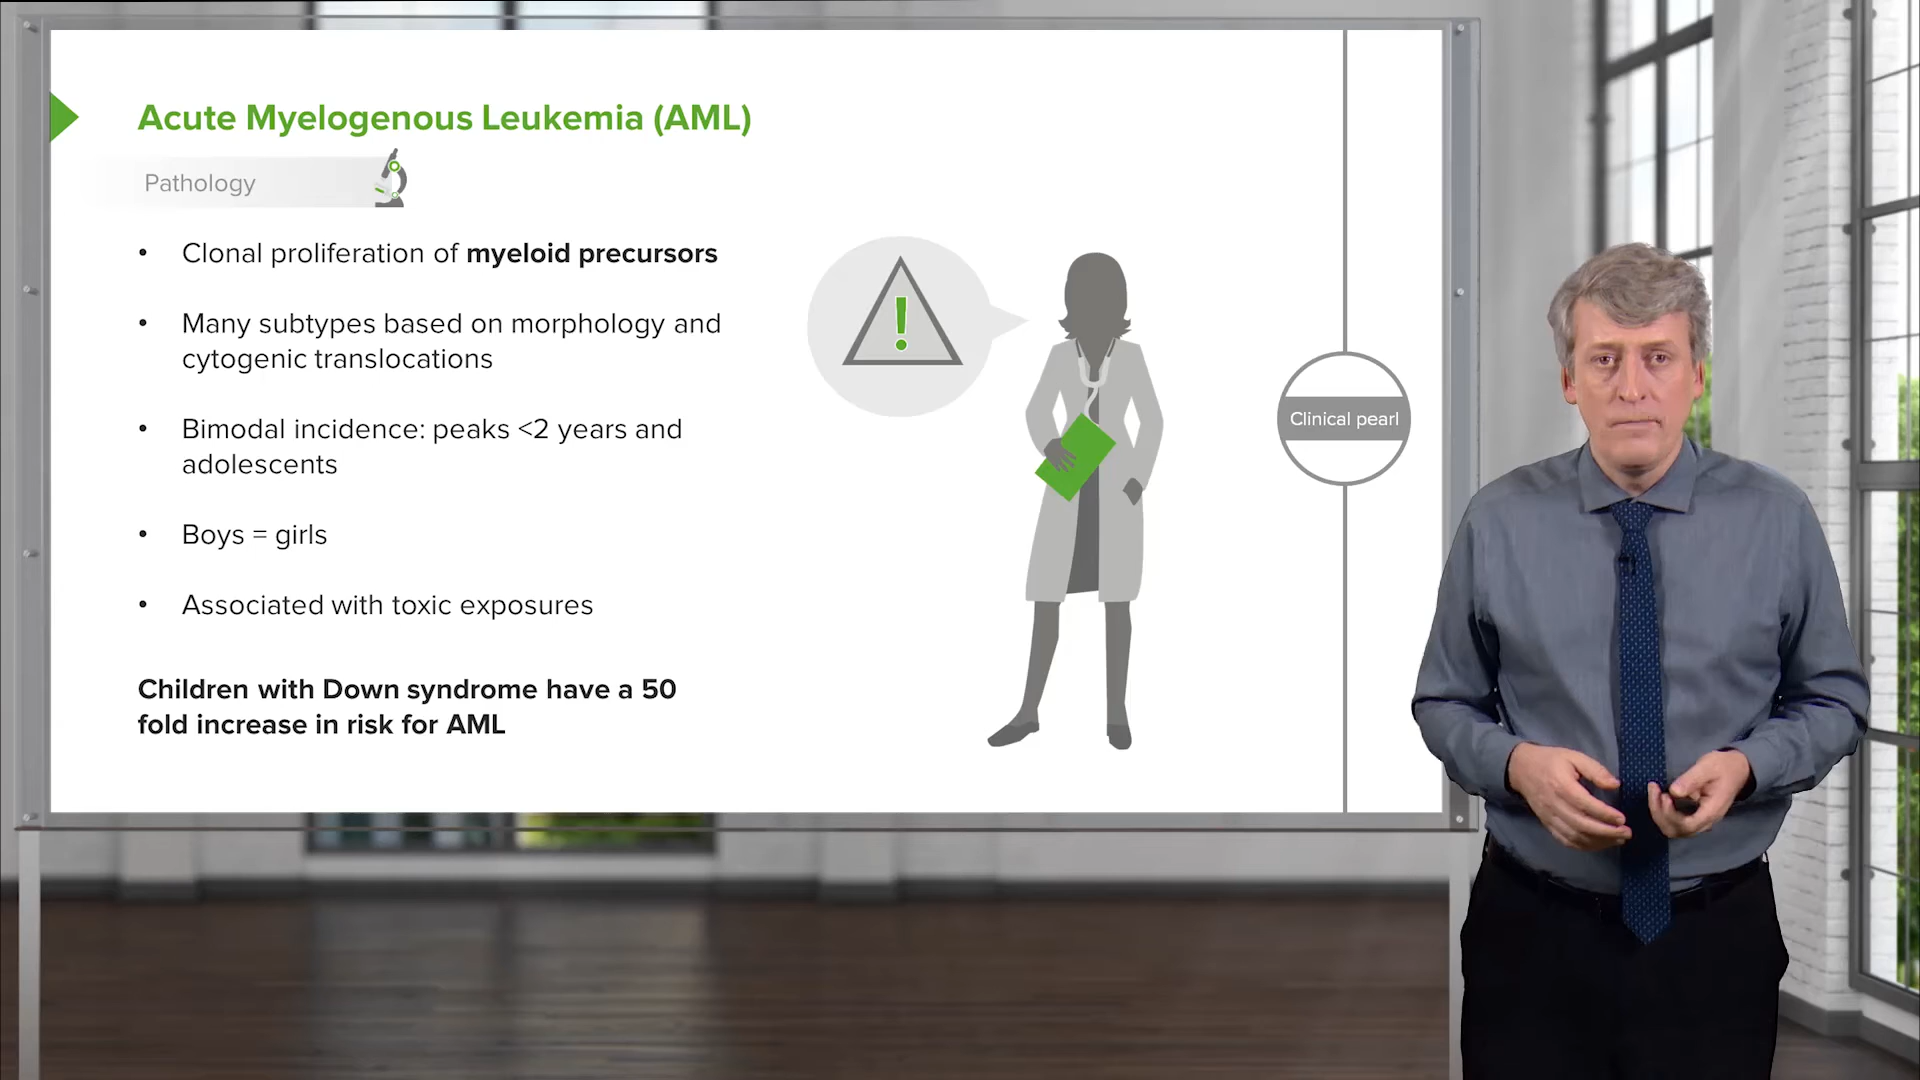 Acute Myelogenous Leukemia (AML)
Pathology
• Clonal proliferation of myeloid precursors
• Many subtypes based on morphology and
cytogenic translocations
• Bimodal incidence: peaks <2 years and
adolescents
• Boys = girls
• Associated with toxic exposures
Children with Down syndrome have a 50
fold increase in risk for AML
!
Clinical pearl